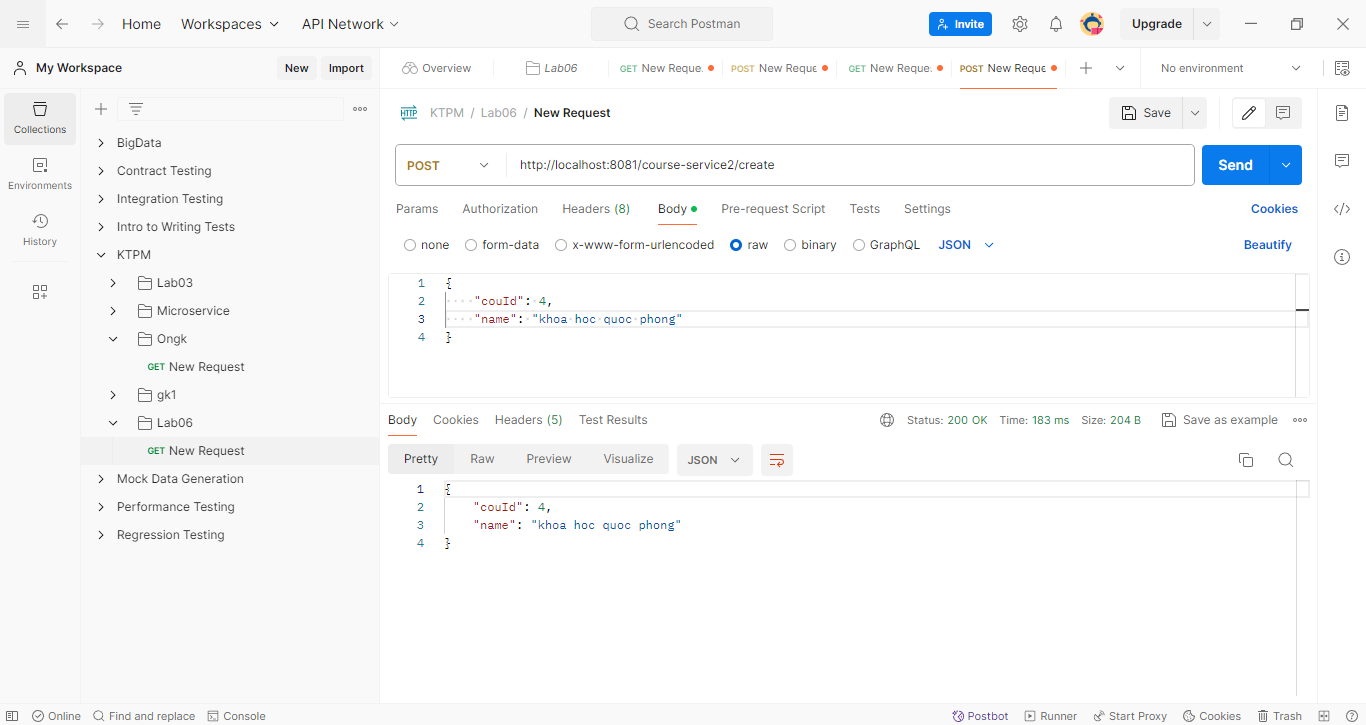 Home Workspaces API Network Search Postman Invite Upgrade
My Workspace New Import Overview Lab06 GET New Reque POST New Reque GET New Reque POST New Reque No environment
Collections
Environments
History
BigData
Contract Testing
Integration Testing
Intro to Writing Tests
KTPM
Lab03
Microservice
Ongk
GET New Request
gk1
Lab06
GET New Request
Mock Data Generation
Performance Testing
Regression Testing
HTTP KTPM / Lab06 / New Request Save
POST http://localhost:8081/course-service2/create Send
Params Authorization Headers (8) Body Pre-request Script Tests Settings Cookies
none form-data x-www-form-urlencoded raw binary GraphQL JSON Beautify
1 {
2 "couId": 4,
3 "name": "khoa hoc quoc phong"
4 }
Body Cookies Headers (5) Test Results Status: 200 OK Time: 183 ms Size: 204 B Save as example
Pretty Raw Preview Visualize JSON
1 {
2 "couId": 4,
3 "name": "khoa hoc quoc phong"
4 }
Online Find and replace Console Postbot Runner Start Proxy Cookies Trash